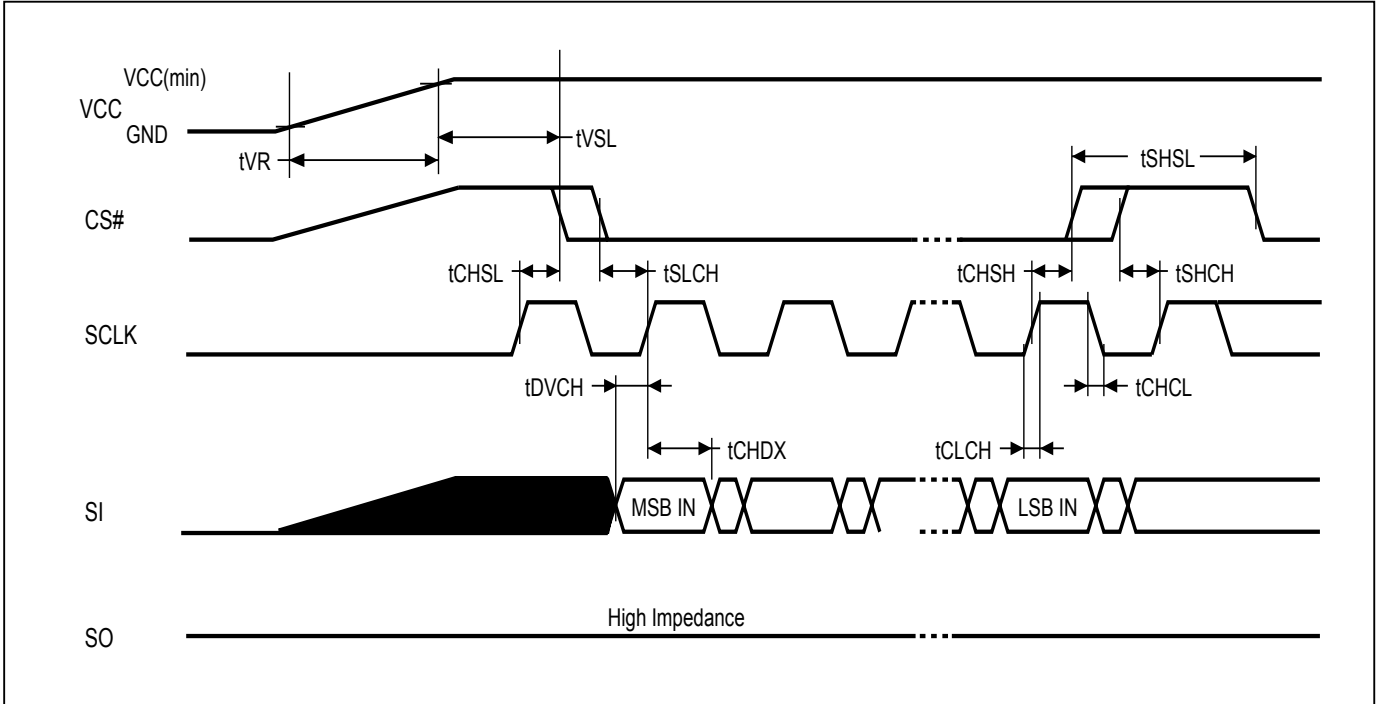 VCC(min)
VCC
GND
tVR
tVSL
tSHSL
CS#
tCHSL
tSLCH
tCHSH
tSHCH
SCLK
tDVCH
tCHCL
tCHDX
tCLCH
SI
MSB IN
LSB IN
High Impedance
SO